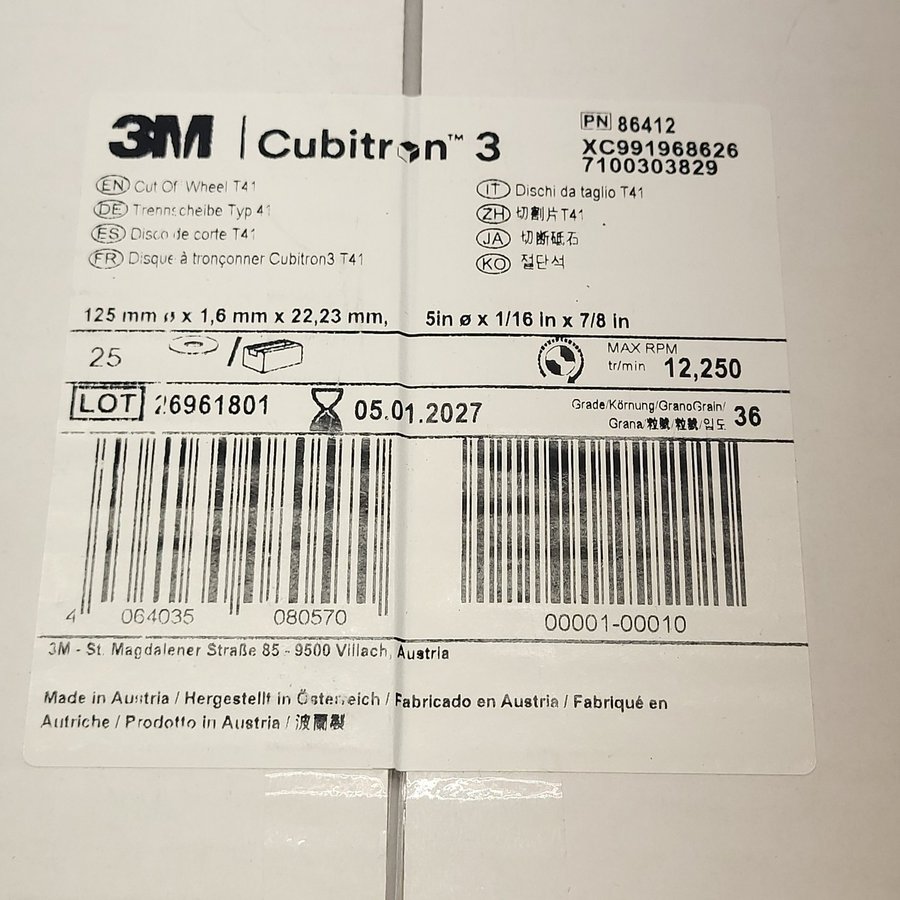 3M | Cubitron™ 3
PN 86412
XC991968626
7100303829
EN Cut Of Wheel T41
DE Trennscheibe Typ 41
ES Disco de corte T41
FR Disque à tronçonner Cubitron3 T41
IT Dischi da taglio T41
ZH 切割片T41
JA 切断砥石
KO 절단석
125 mm ø x 1,6 mm x 22,23 mm, 5in ø x 1/16 in x 7/8 in
25 /
MAX RPM
tr/min 12,250
LOT 26961801
05.01.2027
Grade/Körnung/GranoGrain/
Grana/粒號/粒號/입도 36
4 064035 080570
00001-00010
3M - St. Magdalener Straße 85 - 9500 Villach, Austria
Made in Austria / Hergestellt in Österreich / Fabricado en Austria / Fabriqué en
Autriche / Prodotto in Austria / 波蘭製